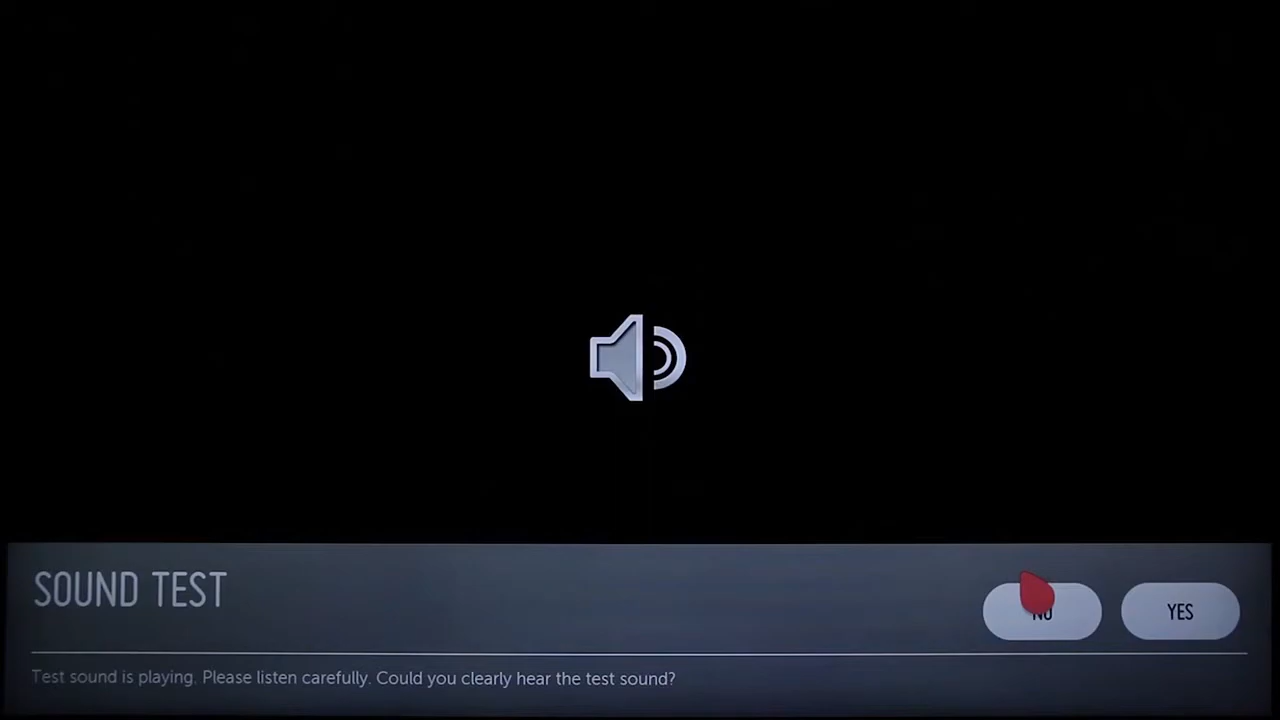 SOUND TEST
NO
YES
Test sound is playing. Please listen carefully. Could you clearly hear the test sound?